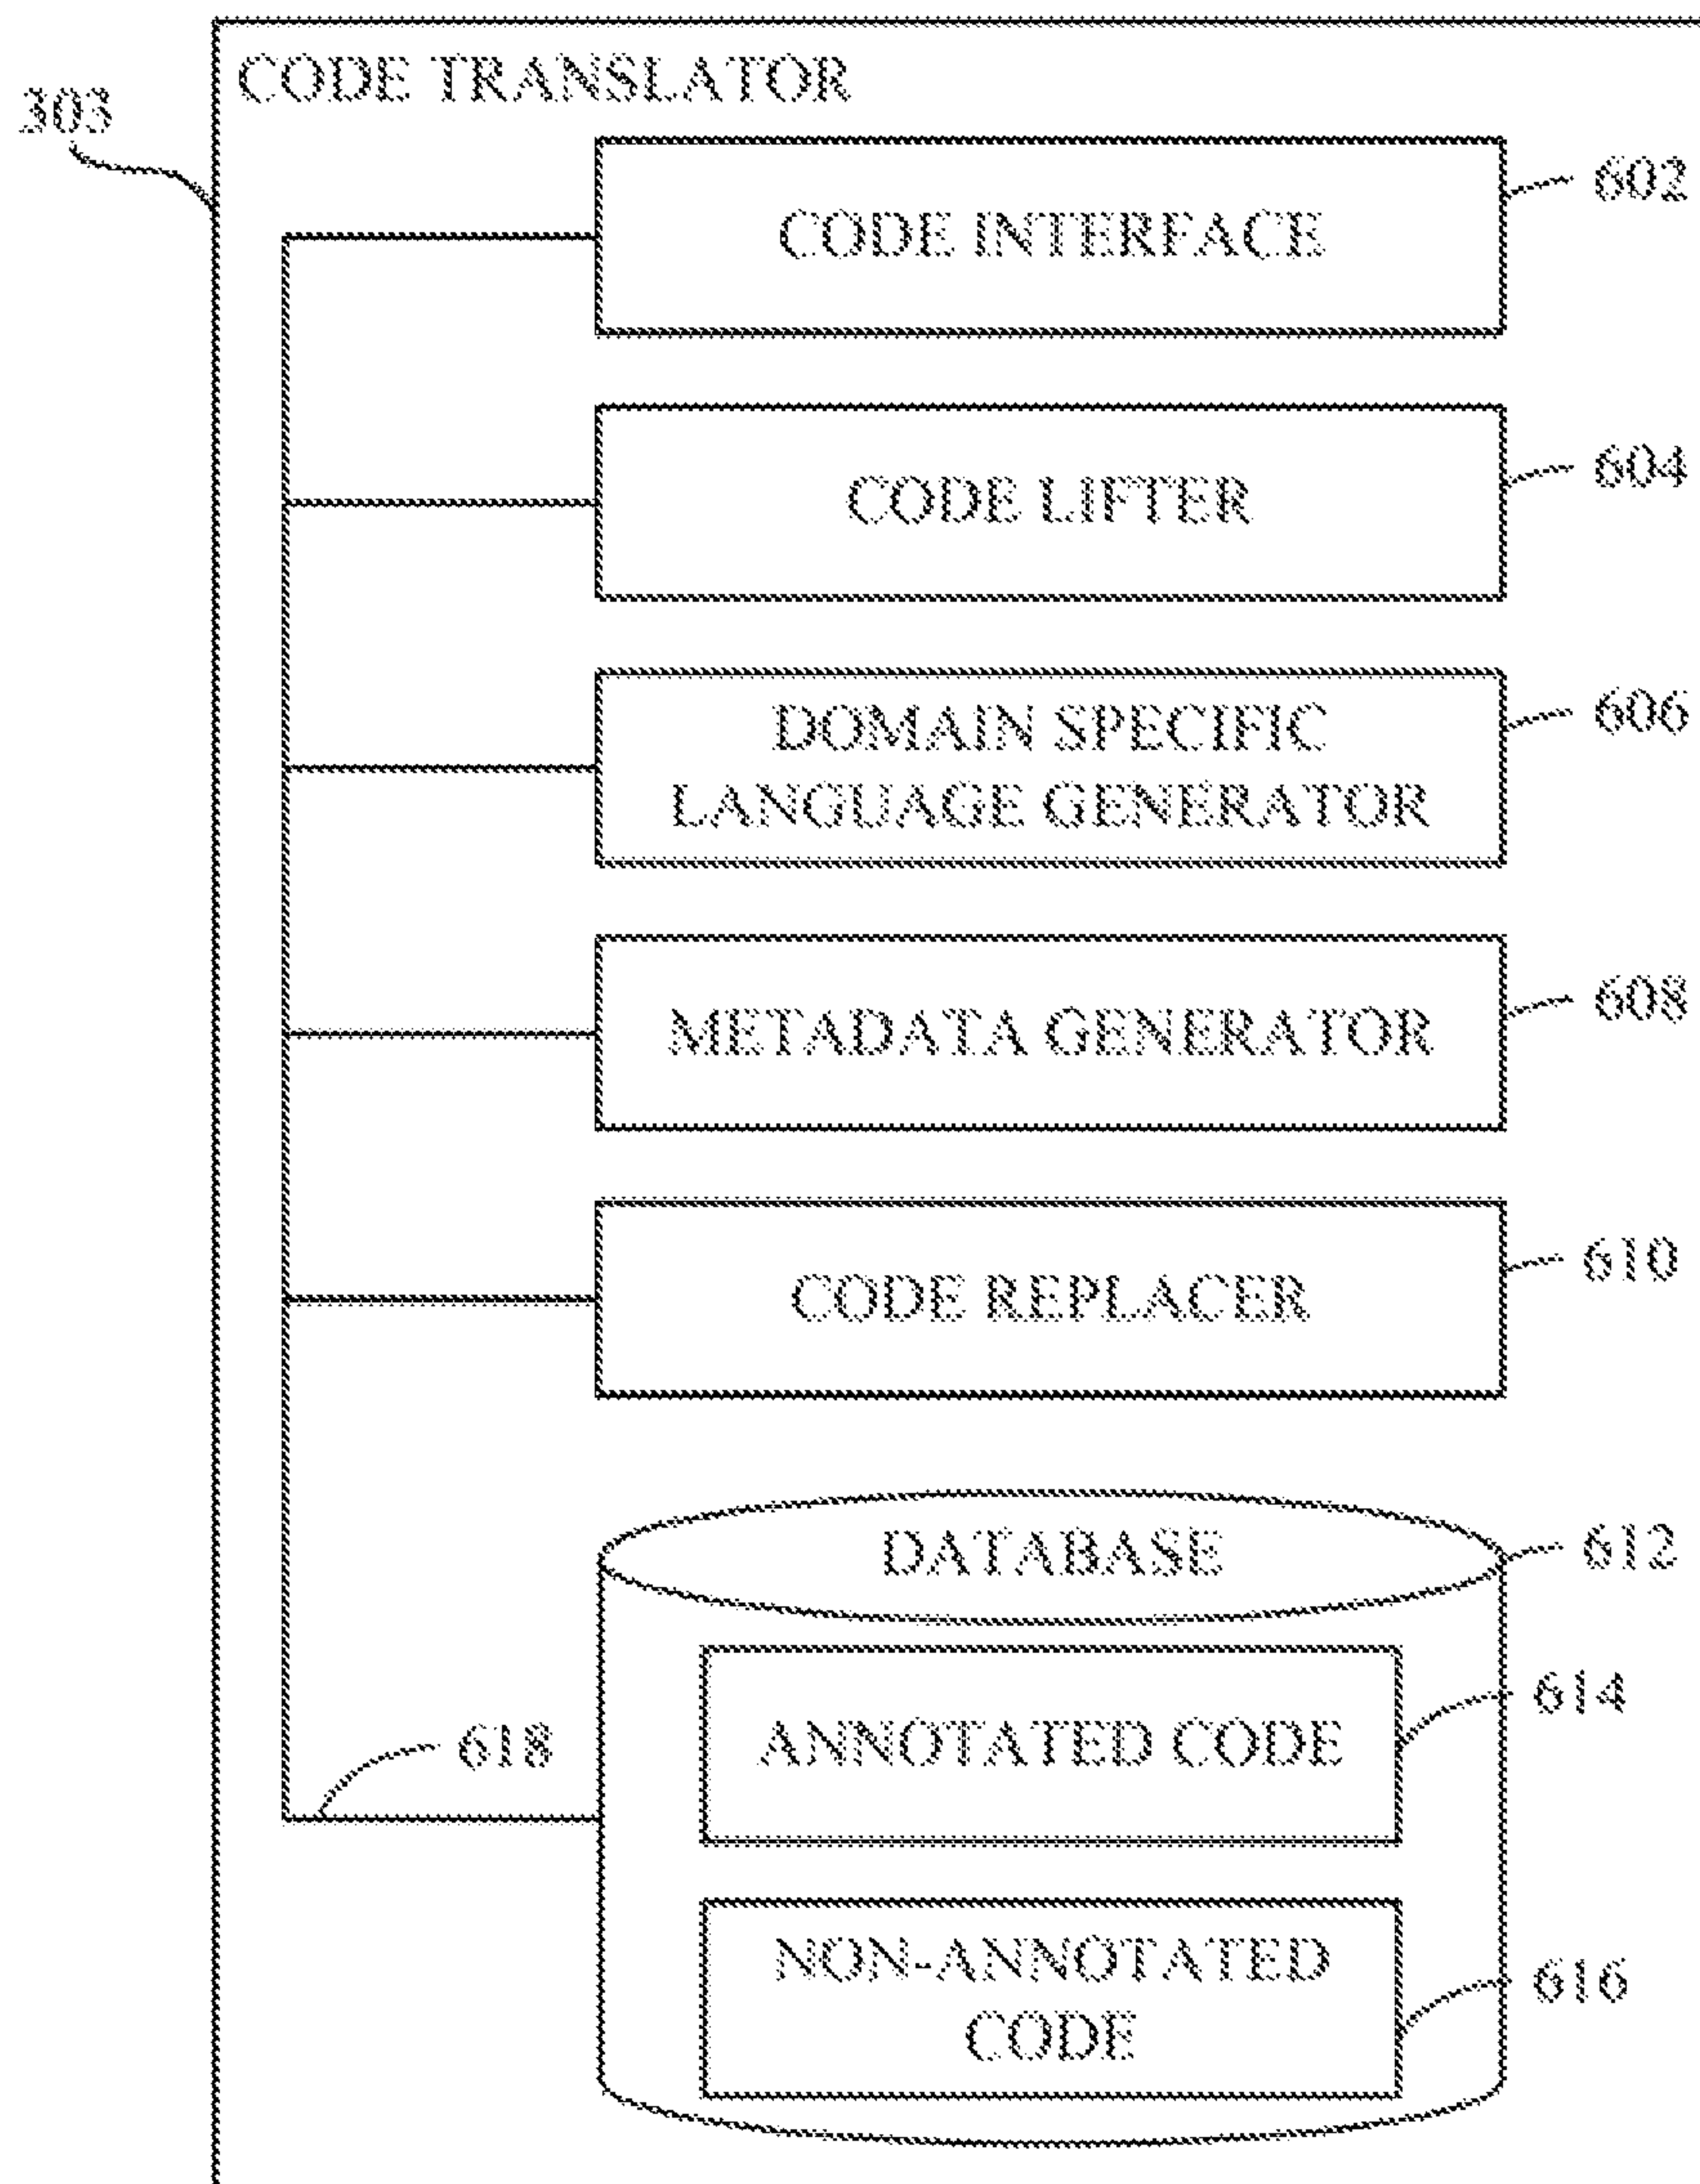 CODE TRANSLATOR
303
CODE INTERFACE
602
CODE LIFTER
604
DOMAIN SPECIFIC
LANGUAGE GENERATOR
606
METADATA GENERATOR
608
CODE REPLACER
610
DATABASE
612
ANNOTATED CODE
614
618
NON-ANNOTATED
CODE
616